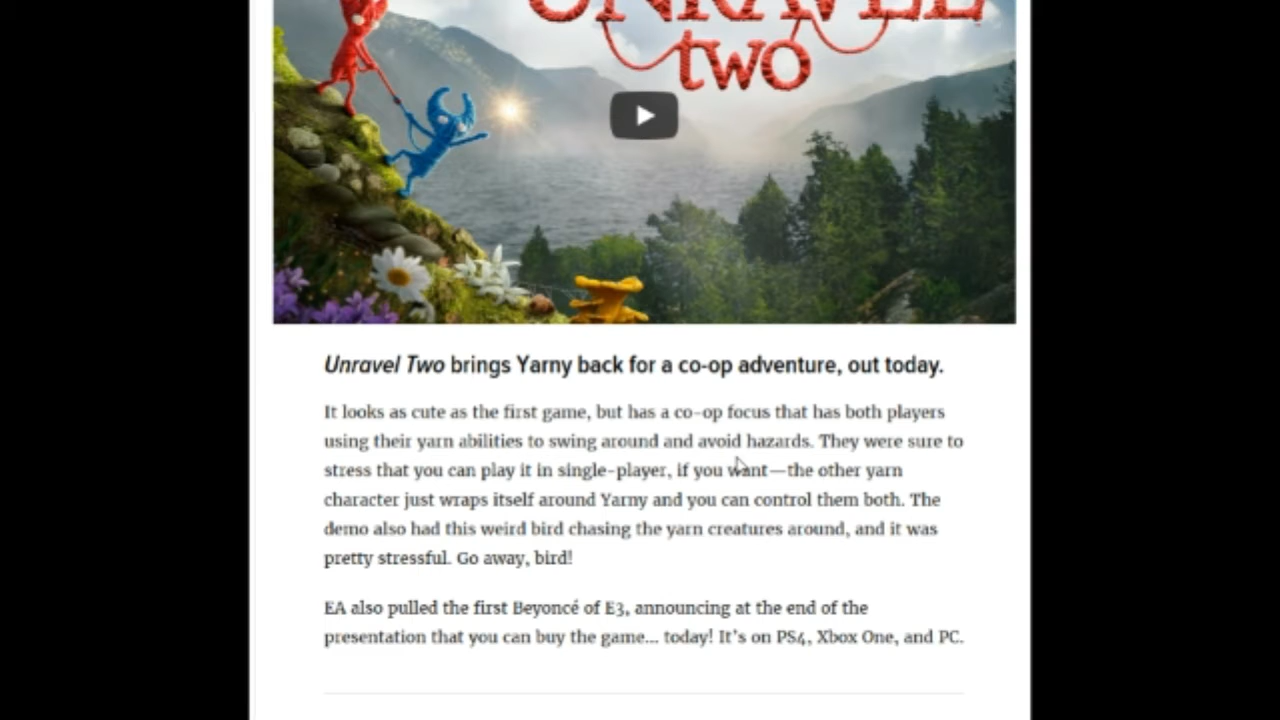 UNRAVEL
two
Unravel Two brings Yarny back for a co-op adventure, out today.
It looks as cute as the first game, but has a co-op focus that has both players
using their yarn abilities to swing around and avoid hazards. They were sure to
stress that you can play it in single-player, if you want—the other yarn
character just wraps itself around Yarny and you can control them both. The
demo also had this weird bird chasing the yarn creatures around, and it was
pretty stressful. Go away, bird!
EA also pulled the first Beyoncé of E3, announcing at the end of the
presentation that you can buy the game... today! It's on PS4, Xbox One, and PC.